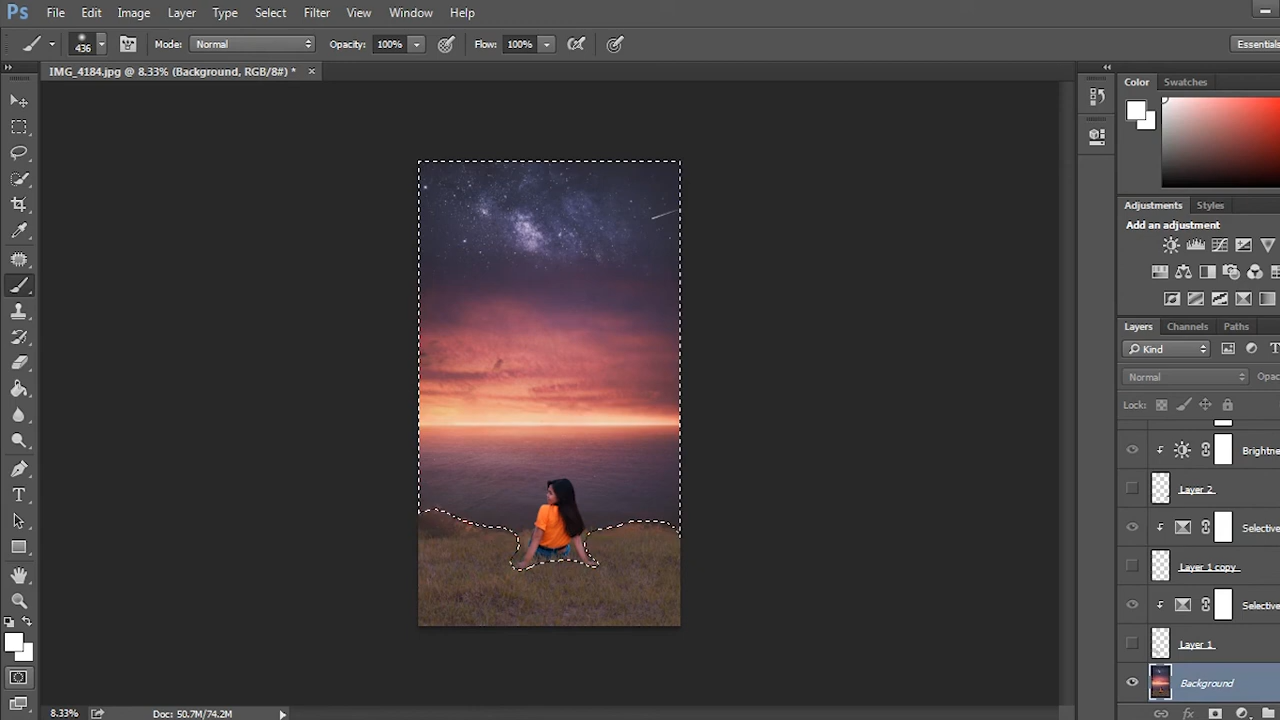 Ps File Edit Image Layer Type Select Filter View Window Help
436 Mode: Normal Opacity: 100% Flow: 100% Essentials
IMG_4184.jpg @ 8.33% (Background, RGB/8#) * ×
Color Swatches
Adjustments Styles
Add an adjustment
Layers Channels Paths
Kind T
Normal Opac
Lock:
Brightne
Layer 2
Selective
Layer 1 copy
Selective
Layer 1
Background
T
8.33% Doc: 50.7M/74.2M
fx